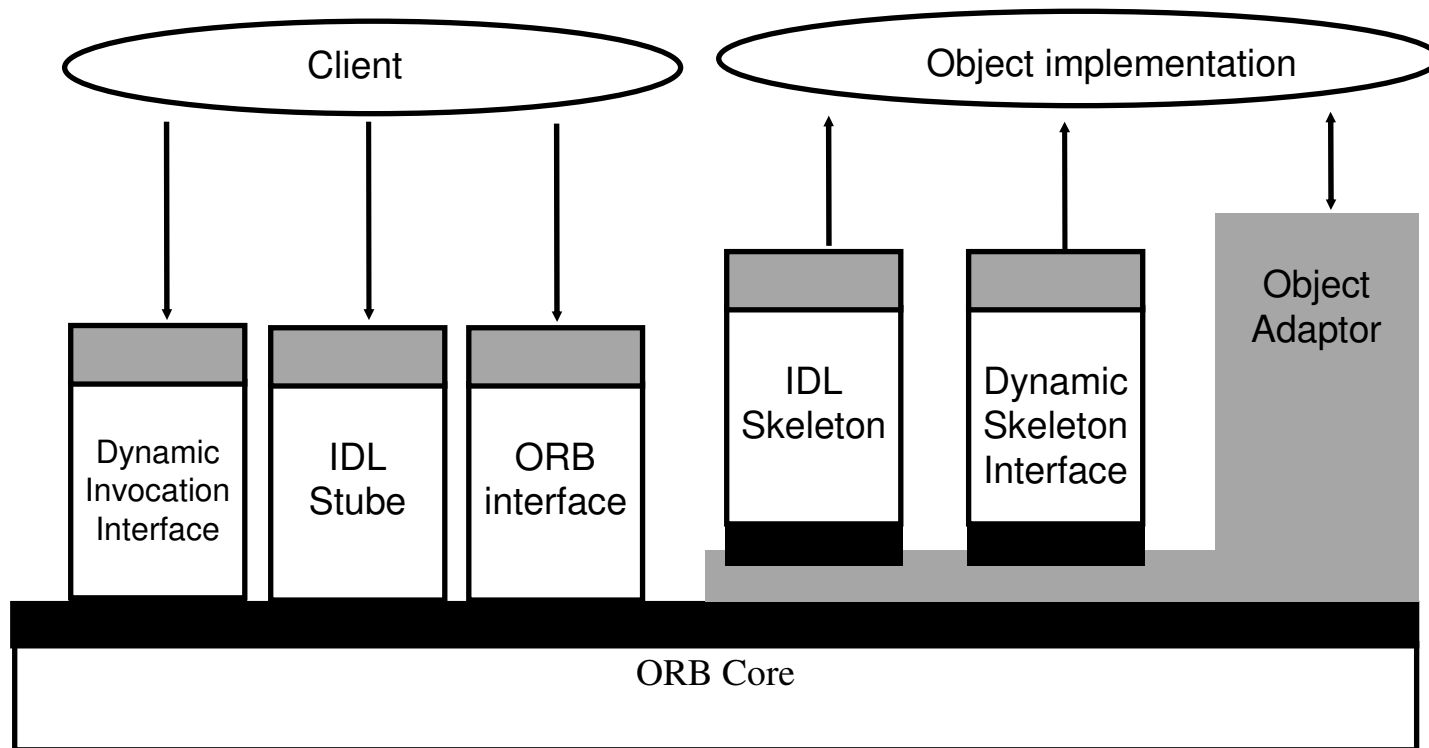 Client
Object implementation
Dynamic
Invocation
Interface
IDL
Stube
ORB
interface
IDL
Skeleton
Dynamic
Skeleton
Interface
Object
Adaptor
ORB Core